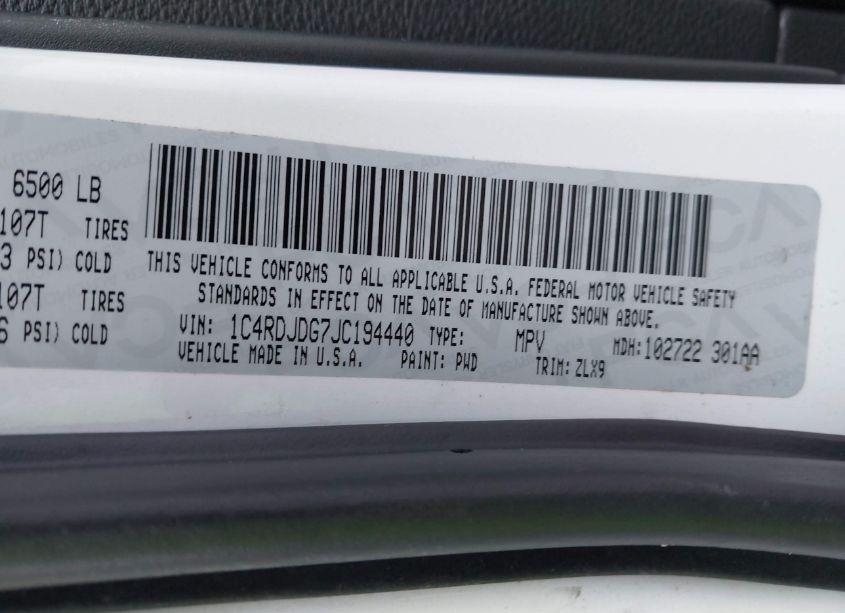 6500 LB
107T TIRES
3 PSI) COLD
107T TIRES
6 PSI) COLD
THIS VEHICLE CONFORMS TO ALL APPLICABLE U.S.A. FEDERAL MOTOR VEHICLE SAFETY
STANDARDS IN EFFECT ON THE DATE OF MANUFACTURE SHOWN ABOVE.
VIN: 1C4RDJDG7JC194440 TYPE: MPV MDH: 102722 301AA
VEHICLE MADE IN U.S.A. PAINT: PWD TRIM: ZLX9